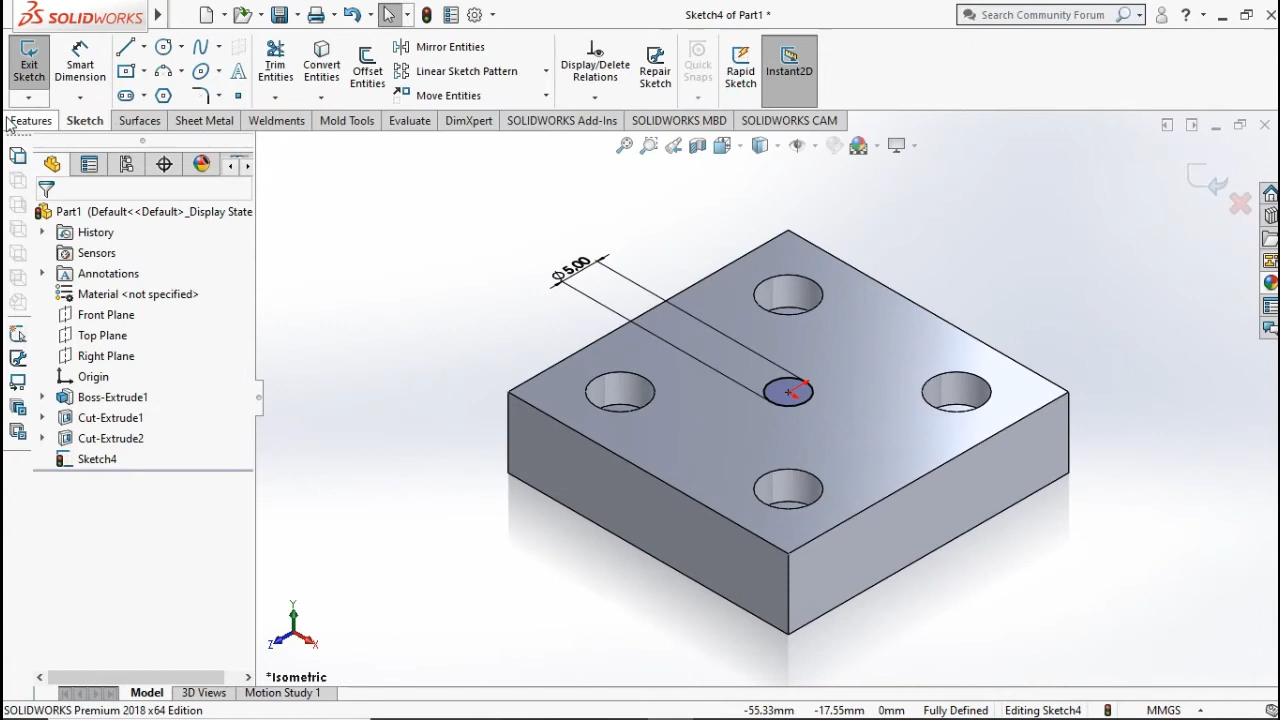 SOLIDWORKS
Sketch4 of Part1 *
Search Community Forum
?
Exit Sketch
Smart Dimension
Trim Entities
Convert Entities
Offset Entities
Mirror Entities
Linear Sketch Pattern
Move Entities
Display/Delete Relations
Repair Sketch
Quick Snaps
Rapid Sketch
Instant2D
Features
Sketch
Surfaces
Sheet Metal
Weldments
Mold Tools
Evaluate
DimXpert
SOLIDWORKS Add-Ins
SOLIDWORKS MBD
SOLIDWORKS CAM
Part1 (Default<<Default>_Display State
History
Sensors
Annotations
Material <not specified>
Front Plane
Top Plane
Right Plane
Origin
Boss-Extrude1
Cut-Extrude1
Cut-Extrude2
Sketch4
Ø5.00
Y
Z
X
*Isometric
Model
3D Views
Motion Study 1
SOLIDWORKS Premium 2018 x64 Edition
-55.33mm
-17.55mm
0mm
Fully Defined
Editing Sketch4
MMGS